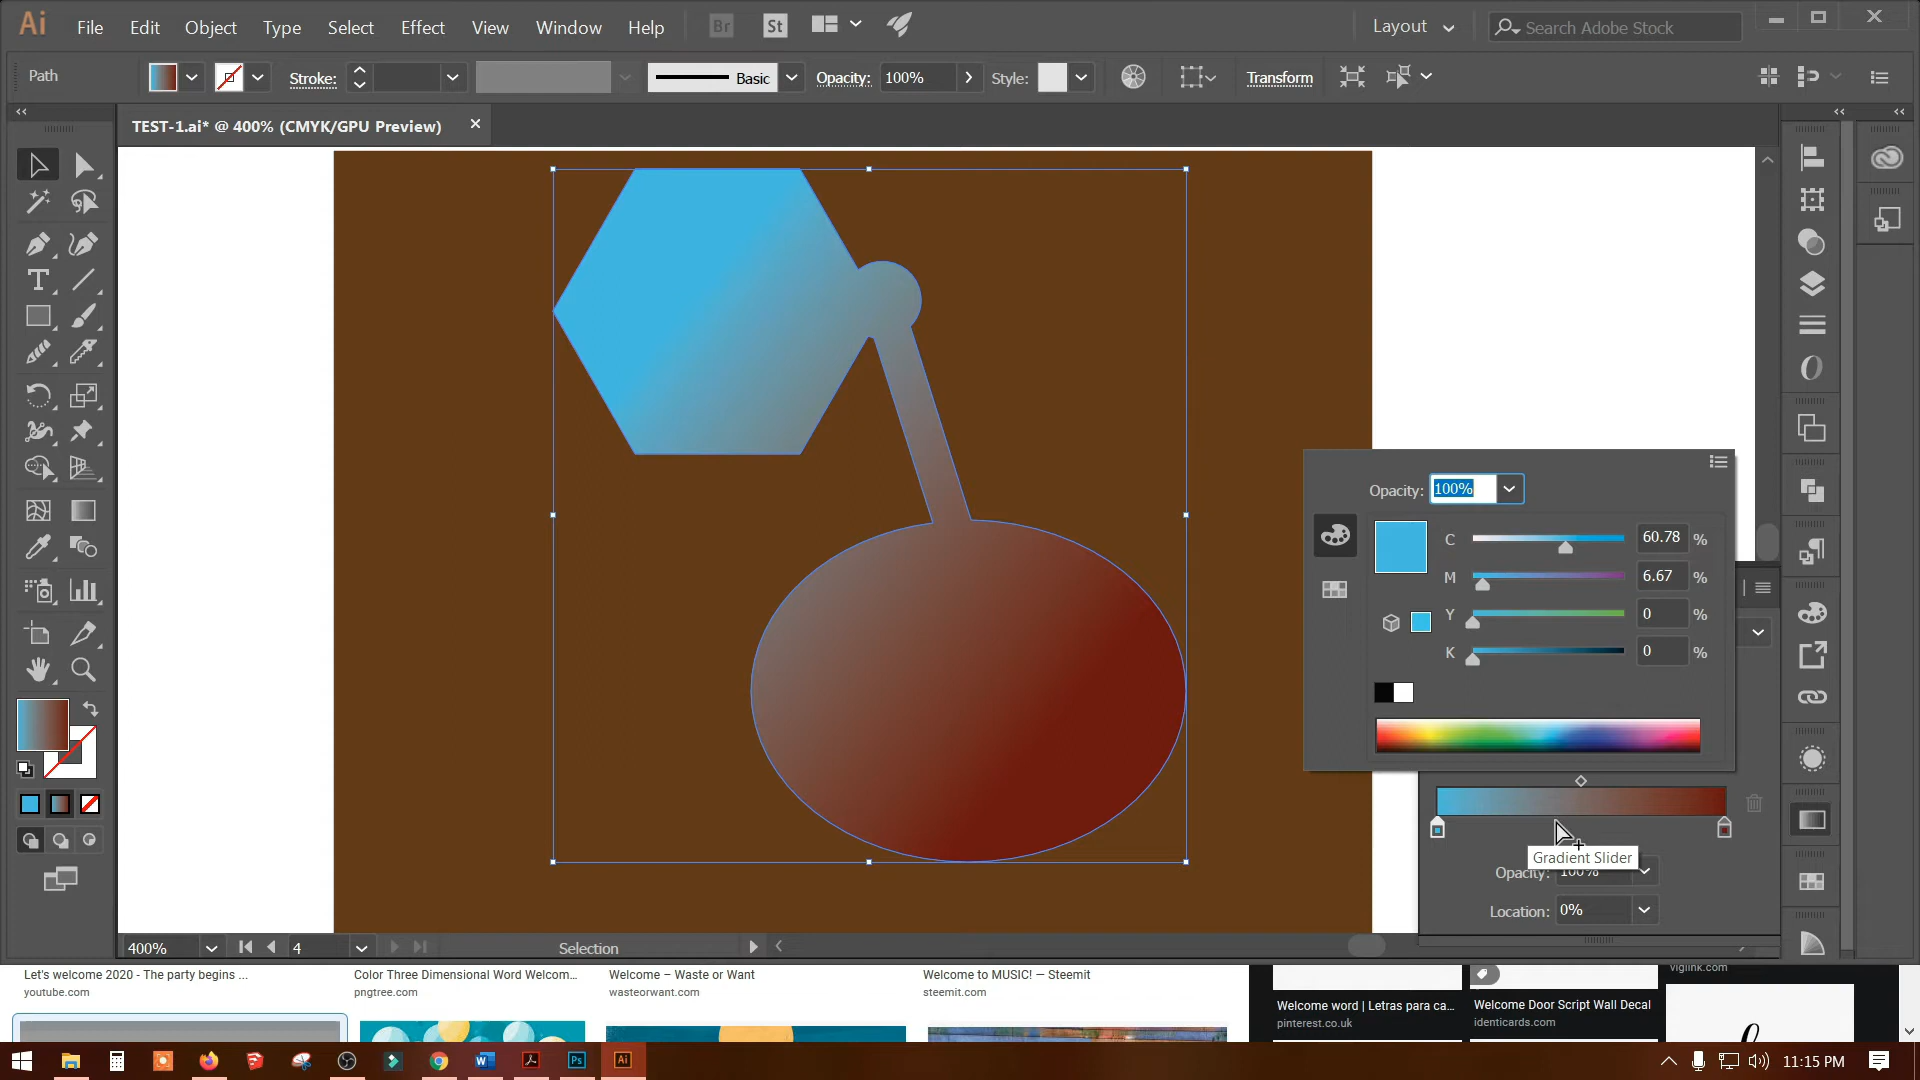 Ai File Edit Object Type Select Effect View Window Help Br St Layout Search Adobe Stock
Path Stroke: Basic Opacity: 100% Style: Transform
TEST-1.ai* @ 400% (CMYK/GPU Preview)
Opacity: 100%
C 60.78 %
M 6.67 %
Y 0 %
K 0 %
Gradient Slider
Opacity: 100%
Location: 0%
400% 4 Selection
Let's welcome 2020 - The party begins ...
youtube.com
Color Three Dimensional Word Welcom...
pngtree.com
Welcome – Waste or Want
wasteorwant.com
Welcome to MUSIC! — Steemit
steemit.com
Welcome word | Letras para ca...
pinterest.co.uk
Welcome Door Script Wall Decal
identicards.com
viglink.com
Ps Ai 11:15 PM